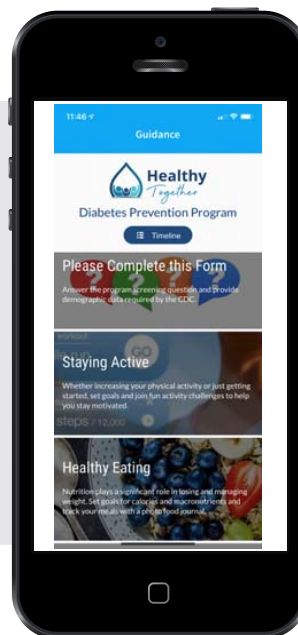 11:46
Guidance
Healthy
Together
Diabetes Prevention Program
Timeline
Please Complete this Form
Answer the program screening question and provide
demographic data required by the CDC.
workout
GO
Staying Active
Whether increasing your physical activity or just getting
started, set goals and join fun activity challenges to help
you stay motivated.
steps / 12,000
Healthy Eating
Nutrition plays a significant role in losing and managing
weight. Set goals for calories and macronutrients and
track your meals with a photo food journal.